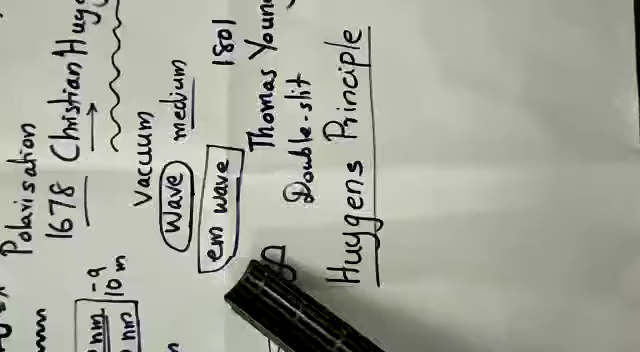 Polarisation
1678 Christian Huyg
Vacuum
Wave medium
em wave 1801
Thomas Youn
Double-slit
Huygens Principle
nm 10⁻⁹ m
nm